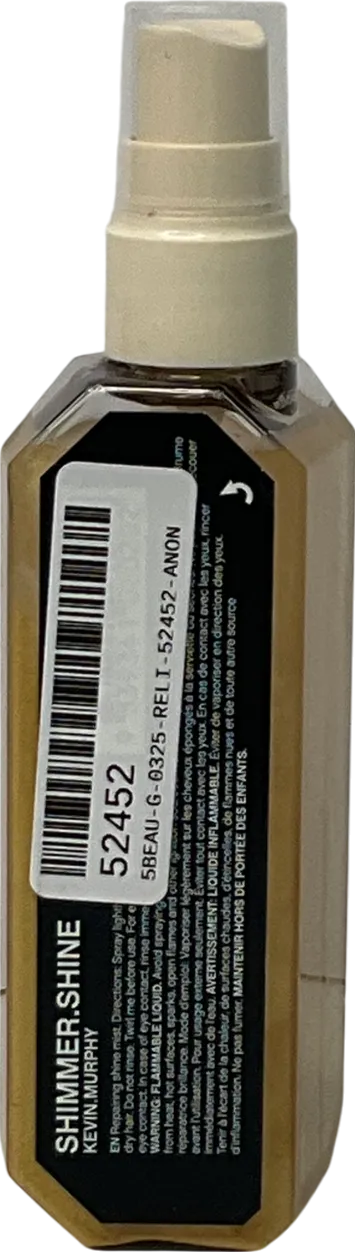 52452
5BEAU-G-0325-RELI-52452-ANON
SHIMMER.SHINE
KEVIN.MURPHY
EN Repairing shine mist. Directions: Spray lightl
dry hair. Do not rinse. Twirl me before use. For e
eye contact. In case of eye contact, rinse imme
WARNING: FLAMMABLE LIQUID. Avoid spraying
from heat, hot surfaces, sparks, open flames and other
réparatrice brillance. Mode d'emploi: Vaporiser légèrement sur les cheveux épongés à la serviette ou
avant l'utilisation. Pour usage externe seulement. Éviter tout contact avec les yeux. En cas de contact avec les yeux, rincer
immédiatement avec de l'eau. AVERTISSEMENT: LIQUIDE INFLAMMABLE. Éviter de vaporiser en direction des yeux.
Tenir à l'écart de la chaleur, de surfaces chaudes, d'étincelles, de flammes nues et de toute autre source
d'inflammation. Ne pas fumer. MAINTENIR HORS DE PORTÉE DES ENFANTS.